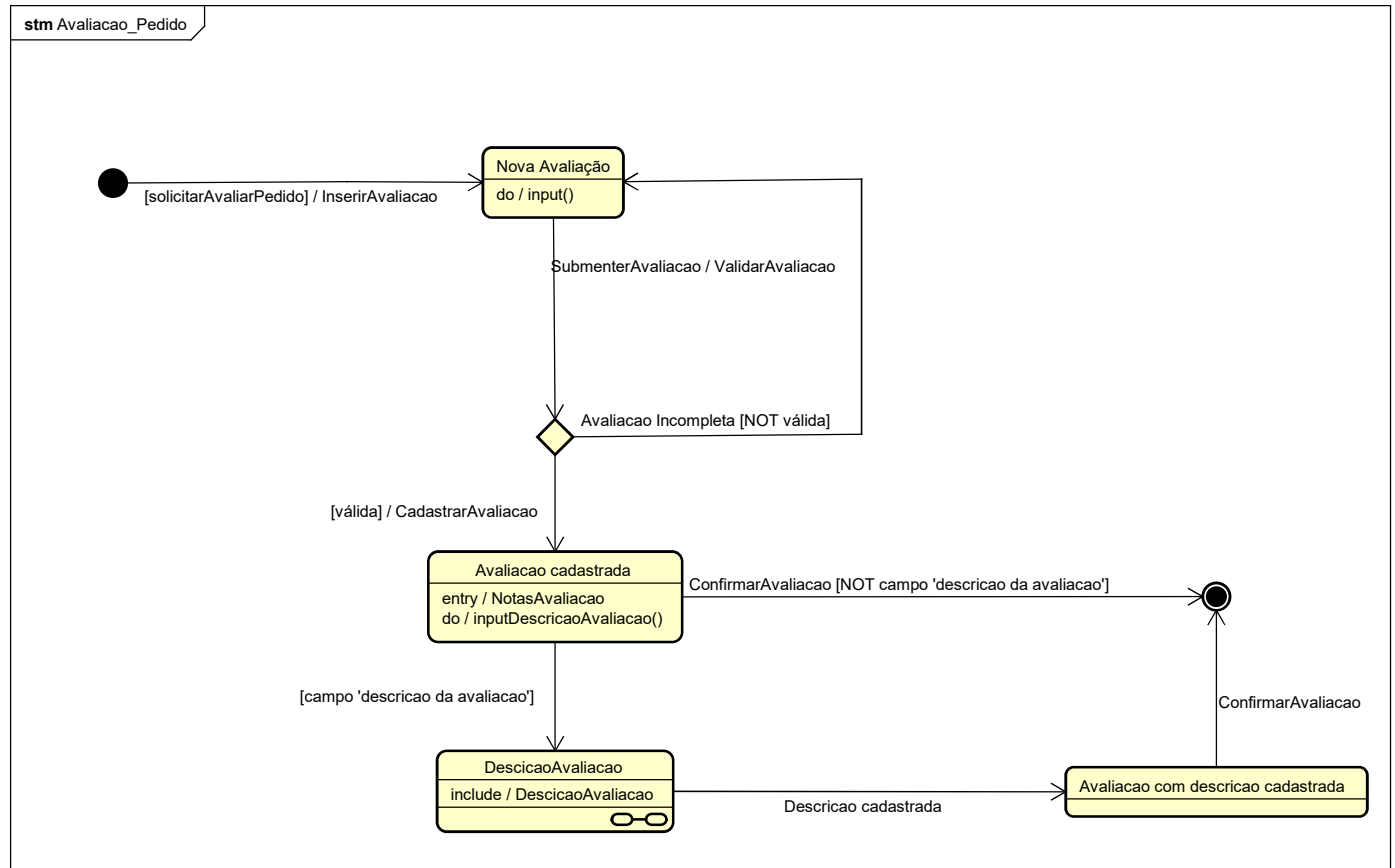 stm Avaliacao_Pedido
Nova Avaliação
do / input()
[solicitarAvaliarPedido] / InserirAvaliacao
SubmenterAvaliacao / ValidarAvaliacao
Avaliacao Incompleta [NOT válida]
[válida] / CadastrarAvaliacao
Avaliacao cadastrada
entry / NotasAvaliacao
do / inputDescricaoAvaliacao()
ConfirmarAvaliacao [NOT campo 'descricao da avaliacao']
[campo 'descricao da avaliacao']
ConfirmarAvaliacao
DescicaoAvaliacao
include / DescicaoAvaliacao
Descricao cadastrada
Avaliacao com descricao cadastrada